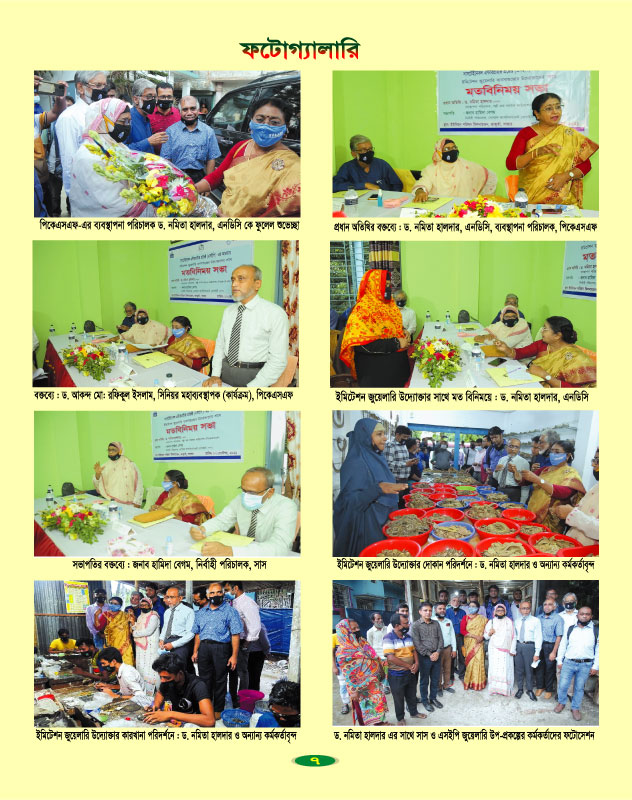 ফটোগ্যালারি
মতবিনিময় সভা
পিকেএসএফ-এর ব্যবস্থাপনা পরিচালক ড. নমিতা হালদার, এনডিসি কে ফুলেল শুভেচ্ছা
প্রধান অতিথির বক্তব্যে : ড. নমিতা হালদার, এনডিসি, ব্যবস্থাপনা পরিচালক, পিকেএসএফ
মতবিনিময় সভা
বক্তব্যে : ড. আকন্দ মো: রফিকুল ইসলাম, সিনিয়র মহাব্যবস্থাপক (কার্যক্রম), পিকেএসএফ
ইমিটেশন জুয়েলারি উদ্যোক্তার সাথে মত বিনিময়ে : ড. নমিতা হালদার, এনডিসি
মতবিনিময় সভা
সভাপতির বক্তব্যে : জনাব হামিদা বেগম, নির্বাহী পরিচালক, সাস
ইমিটেশন জুয়েলারি উদ্যোক্তার দোকান পরিদর্শনে : ড. নমিতা হালদার ও অন্যান্য কর্মকর্তাবৃন্দ
ইমিটেশন জুয়েলারি উদ্যোক্তার কারখানা পরিদর্শনে : ড. নমিতা হালদার ও অন্যান্য কর্মকর্তাবৃন্দ
ড. নমিতা হালদার এর সাথে সাস ও এসইপি জুয়েলারি উপ-প্রকল্পের কর্মকর্তাদের ফটোসেশন
৭